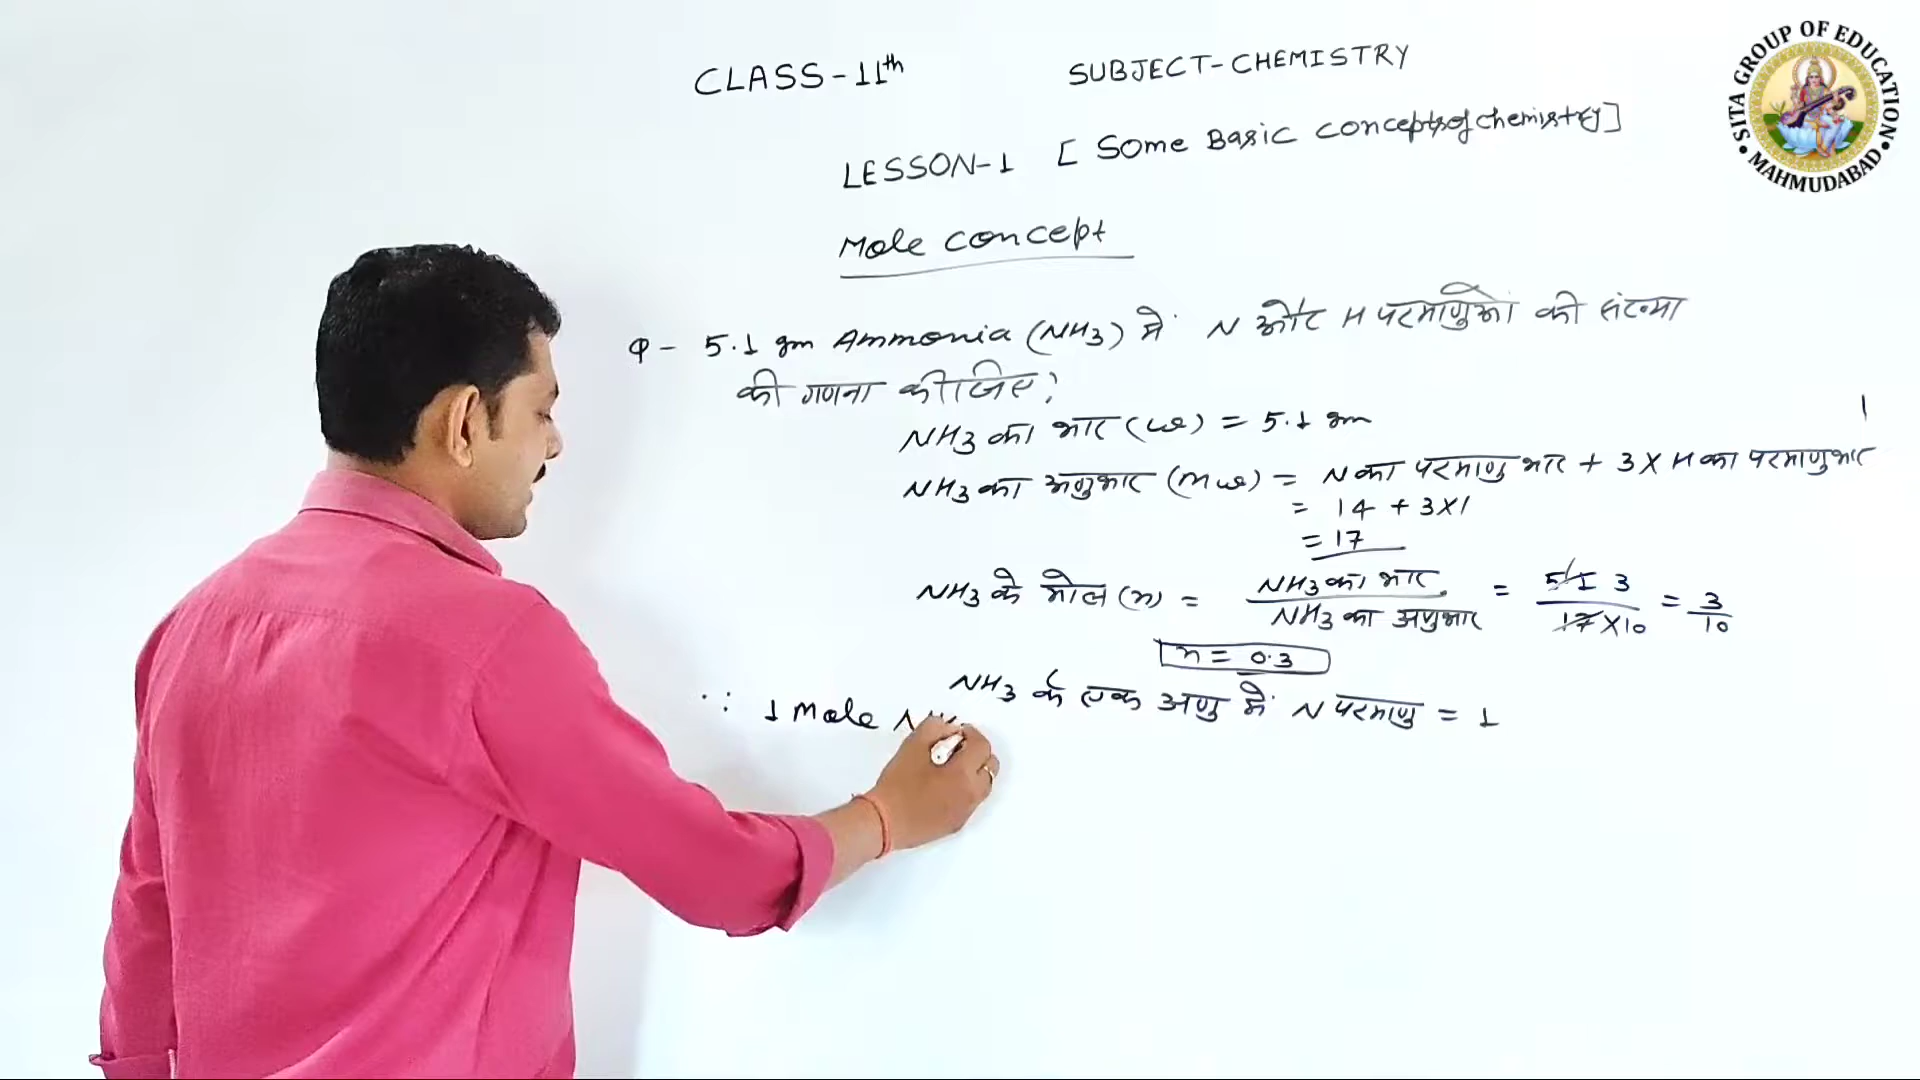 CLASS-11th SUBJECT-CHEMISTRY
LESSON-1 [Some Basic concepts of chemistry]
Mole concept
Q - 5.1 gm Ammonia (NH3) में N और H परमाणुओं की संख्या
की गणना कीजिए?
NH3 का भार (w) = 5.1 gm
NH3 का अणुभार (mw) = N का परमाणु भार + 3 X H का परमाणुभार
= 14 + 3X1
= 17
NH3 के मोल (n) = NH3 का भार / NH3 का अणुभार = 51 3 / 17 X 10 = 3 / 10
n = 0.3
NH3 के एक अणु में N परमाणु = 1
∵ 1 Mole
SITA GROUP OF EDUCATION
MAHMUDABAD